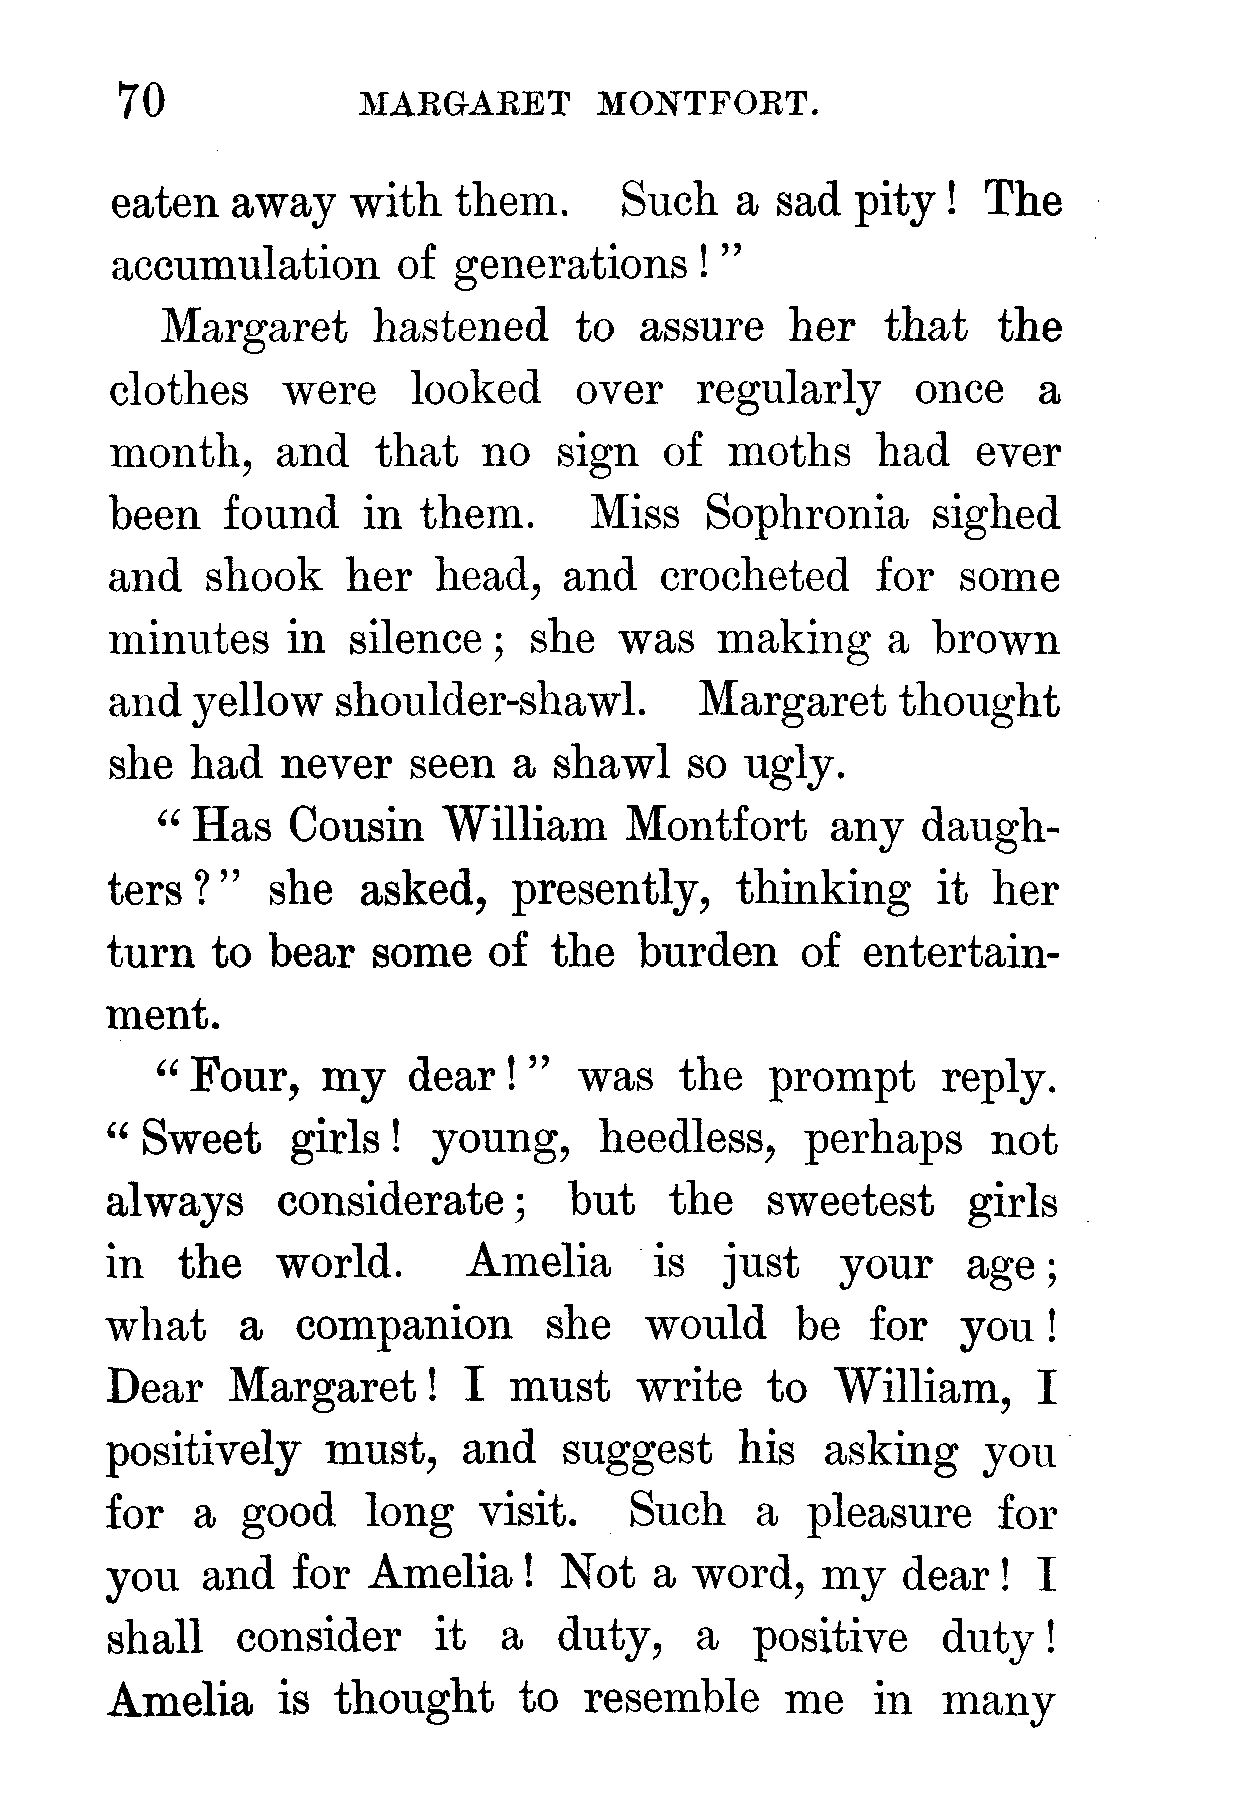 70 MARGARET MONTFORT.
eaten away with them. Such a sad pity! The
accumulation of generations!"
Margaret hastened to assure her that the
clothes were looked over regularly once a
month, and that no sign of moths had ever
been found in them. Miss Sophronia sighed
and shook her head, and crocheted for some
minutes in silence; she was making a brown
and yellow shoulder-shawl. Margaret thought
she had never seen a shawl so ugly.
"Has Cousin William Montfort any daugh-
ters?" she asked, presently, thinking it her
turn to bear some of the burden of entertain-
ment.
"Four, my dear!" was the prompt reply.
"Sweet girls! young, heedless, perhaps not
always considerate; but the sweetest girls
in the world. Amelia is just your age;
what a companion she would be for you!
Dear Margaret! I must write to William, I
positively must, and suggest his asking you
for a good long visit. Such a pleasure for
you and for Amelia! Not a word, my dear! I
shall consider it a duty, a positive duty!
Amelia is thought to resemble me in many